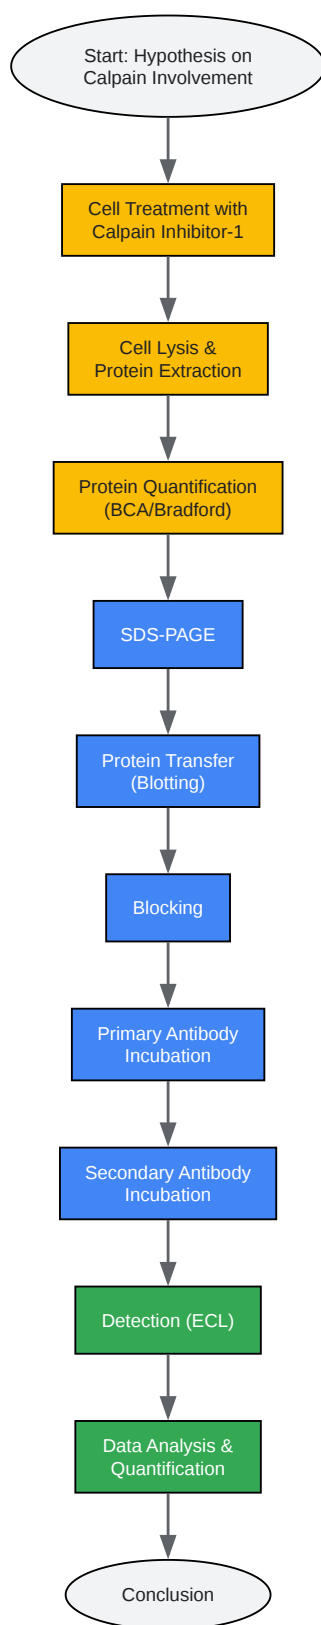 Start: Hypothesis on
Calpain Involvement
Cell Treatment with
Calpain Inhibitor-1
Cell Lysis &
Protein Extraction
Protein Quantification
(BCA/Bradford)
SDS-PAGE
Protein Transfer
(Blotting)
Blocking
Primary Antibody
Incubation
Secondary Antibody
Incubation
Detection (ECL)
Data Analysis &
Quantification
Conclusion